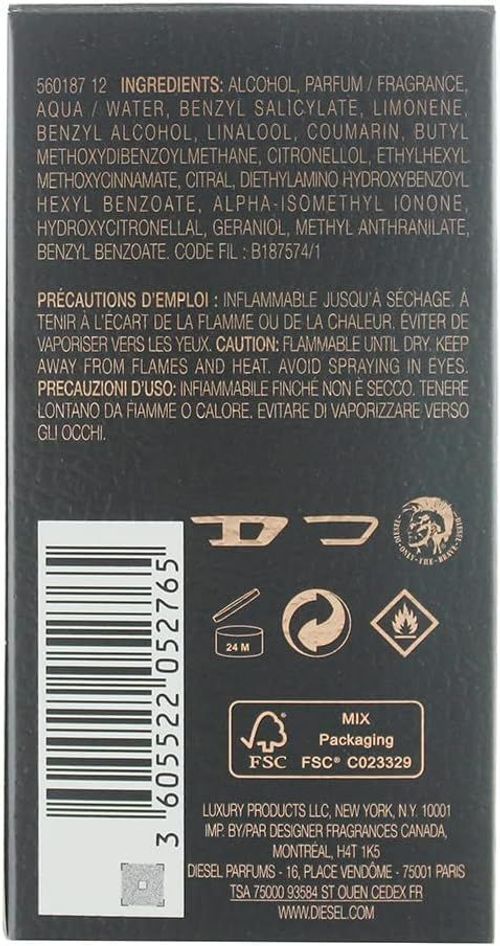 560187 12 INGREDIENTS: ALCOHOL, PARFUM / FRAGRANCE,
AQUA / WATER, BENZYL SALICYLATE, LIMONENE,
BENZYL ALCOHOL, LINALOOL, COUMARIN, BUTYL
METHOXYDIBENZOYLMETHANE, CITRONELLOL, ETHYLHEXYL
METHOXYCINNAMATE, CITRAL, DIETHYLAMINO HYDROXYBENZOYL
HEXYL BENZOATE, ALPHA-ISOMETHYL IONONE,
HYDROXYCITRONELLAL, GERANIOL, METHYL ANTHRANILATE,
BENZYL BENZOATE. CODE FIL : B187574/1
PRÉCAUTIONS D'EMPLOI : INFLAMMABLE JUSQU'À SÉCHAGE. À
TENIR À L'ÉCART DE LA FLAMME OU DE LA CHALEUR. ÉVITER DE
VAPORISER VERS LES YEUX. CAUTION: FLAMMABLE UNTIL DRY. KEEP
AWAY FROM FLAMES AND HEAT. AVOID SPRAYING IN EYES.
PRECAUZIONI D'USO: INFIAMMABILE FINCHÉ NON È SECCO. TENERE
LONTANO DA FIAMME O CALORE. EVITARE DI VAPORIZZARE VERSO
GLI OCCHI.
D
DIESEL
·ONLY·THE·BRAVE·
24 M
3 605522 052765
MIX
Packaging
FSC FSC® C023329
LUXURY PRODUCTS LLC, NEW YORK, N.Y. 10001
IMP. BY/PAR DESIGNER FRAGRANCES CANADA,
MONTRÉAL, H4T 1K5
DIESEL PARFUMS - 16, PLACE VENDÔME - 75001 PARIS
TSA 75000 93584 ST OUEN CEDEX FR
WWW.DIESEL.COM